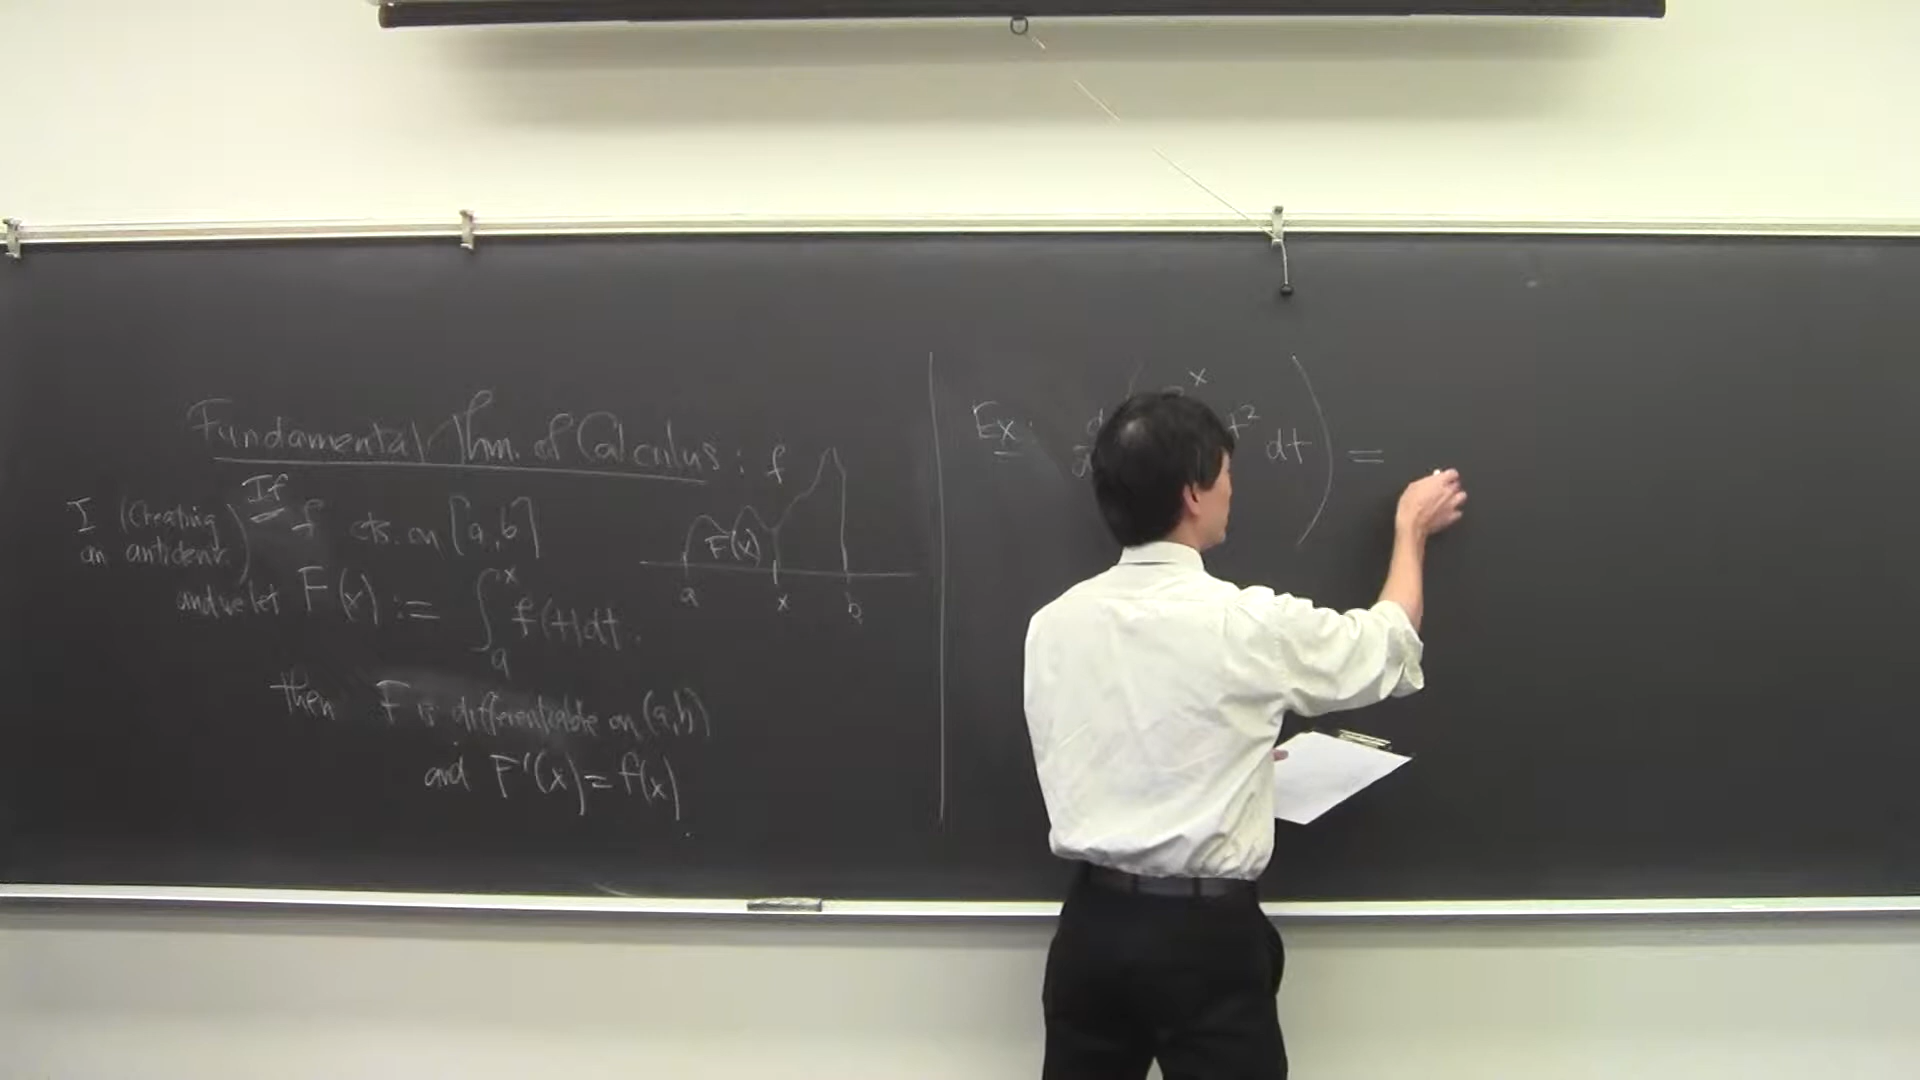 Fundamental Thm. of Calculus:
I (Creating an antideriv.)
If f cts. on [a,b]
and we let F(x) := ∫_a^x f(t)dt.
then F is differentiable on (a,b)
and F'(x) = f(x)
f
F(x)
a x b
Ex: d x t² dt) =